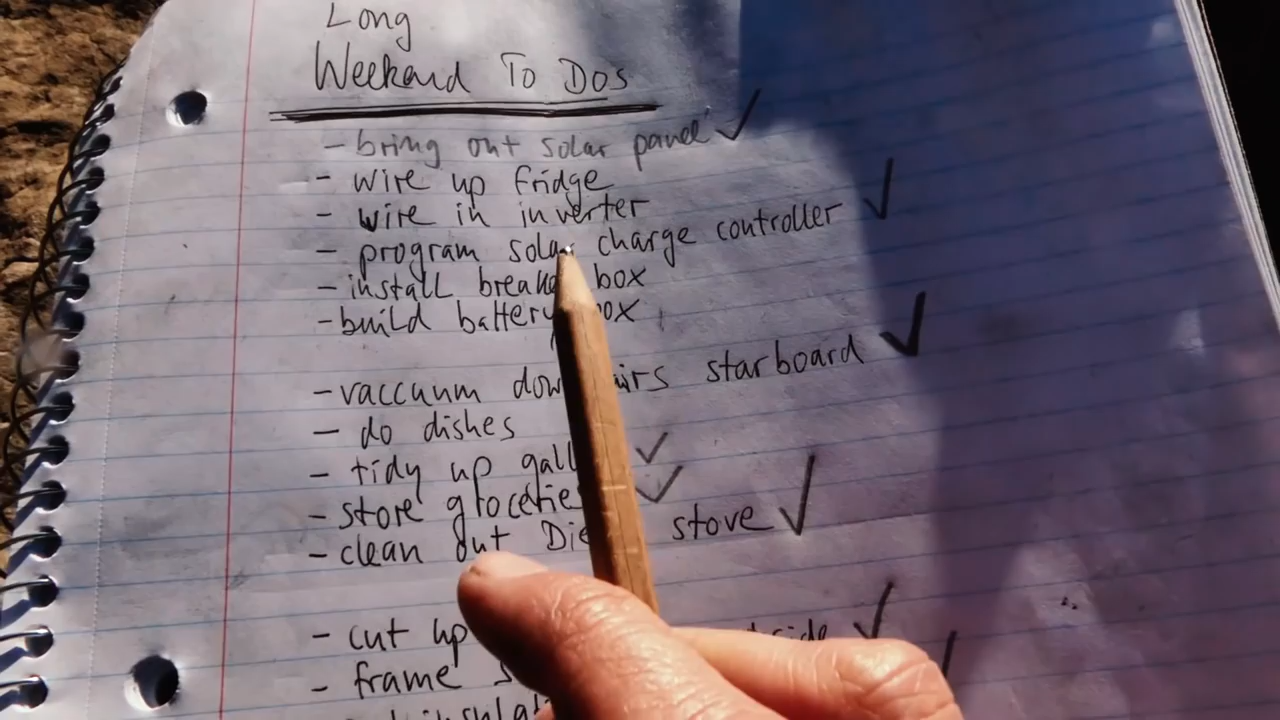 Long
Weekend To Dos
- bring out solar panel ✓
- wire up fridge
- wire in inverter
- program solar charge controller ✓
- install breaker box
- build battery box
- vaccuum downstairs starboard ✓
- do dishes
- tidy up gall ✓
- store groceries ✓
- clean out Die stove ✓
- cut up ✓
- frame ✓